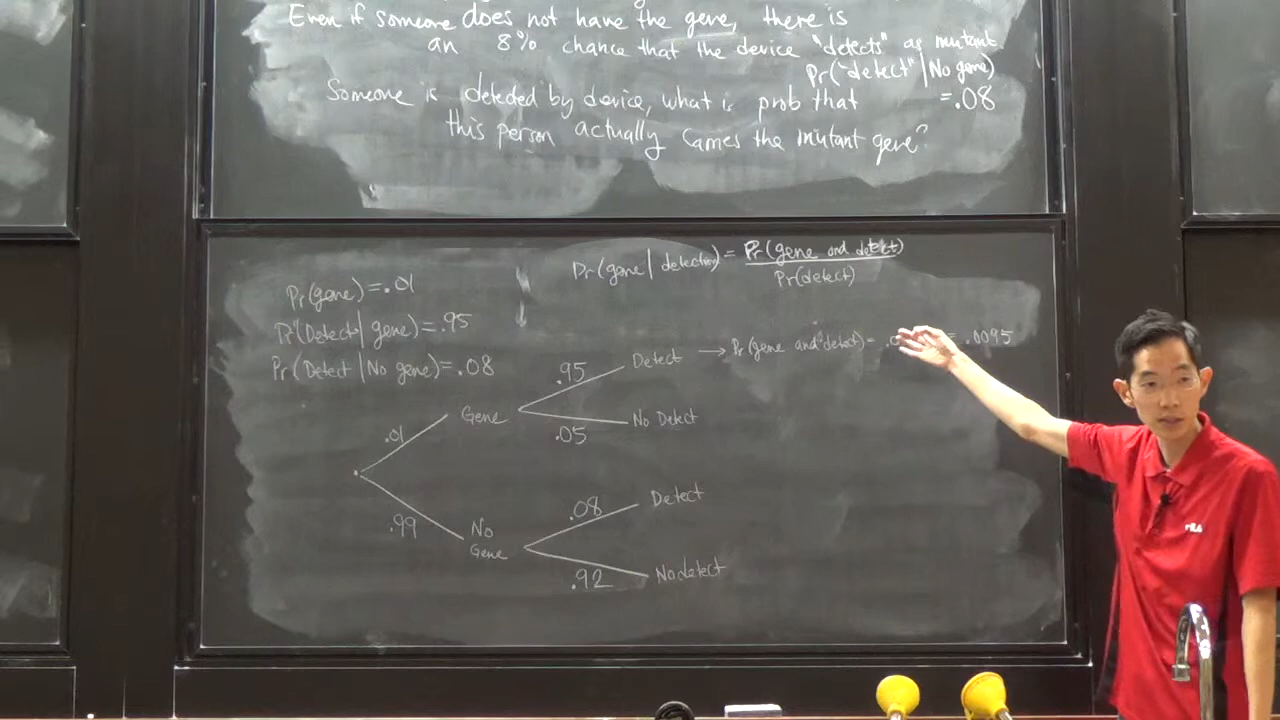 Even if someone does not have the gene, there is
an 8% chance that the device "detects" as mutant
Pr("detect" | No gene)
=.08
Someone is detected by device, what is prob that
this person actually carries the mutant gene?
Pr(gene | detection) = Pr(gene and detect)
Pr(detect)
Pr(gene)=.01
Pr(Detect | gene)=.95
Pr(Detect | No gene)=.08
.01
Gene
.95
Detect → Pr(gene and detect)= = .0095
.05
No Detect
.99
No
Gene
.08
Detect
.92
No detect
FILA